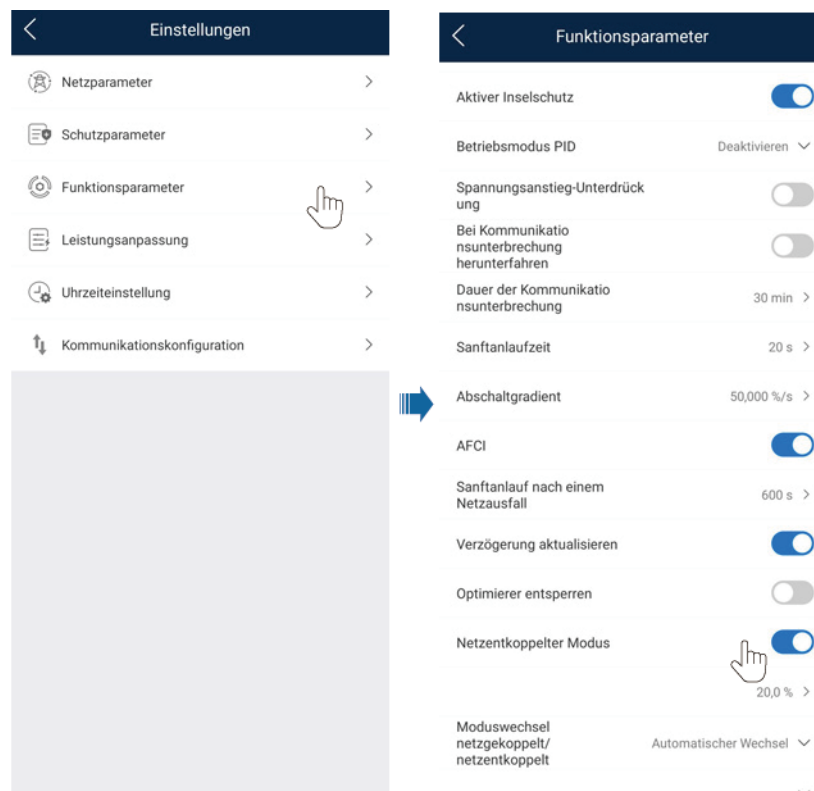 Einstellungen
Netzparameter
Schutzparameter
Funktionsparameter
Leistungsanpassung
Uhrzeiteinstellung
Kommunikationskonfiguration
Funktionsparameter
Aktiver Inselschutz
Betriebsmodus PID Deaktivieren
Spannungsanstieg-Unterdrück
ung
Bei Kommunikatio
nsunterbrechung
herunterfahren
Dauer der Kommunikatio
nsunterbrechung 30 min
Sanftanlaufzeit 20 s
Abschaltgradient 50,000 %/s
AFCI
Sanftanlauf nach einem
Netzausfall 600 s
Verzögerung aktualisieren
Optimierer entsperren
Netzentkoppelter Modus
20,0 %
Moduswechsel
netzgekoppelt/ Automatischer Wechsel
netzentkoppelt